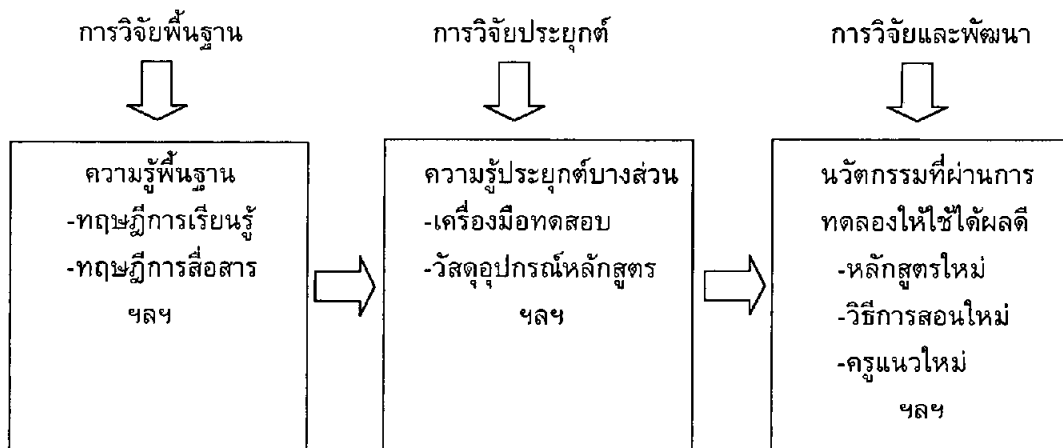 การวิจัยพื้นฐาน
การวิจัยประยุกต์
การวิจัยและพัฒนา
ความรู้พื้นฐาน
-ทฤษฎีการเรียนรู้
-ทฤษฎีการสื่อสาร
ฯลฯ
ความรู้ประยุกต์บางส่วน
-เครื่องมือทดสอบ
-วัสดุอุปกรณ์หลักสูตร
ฯลฯ
นวัตกรรมที่ผ่านการ
ทดลองให้ใช้ได้ผลดี
-หลักสูตรใหม่
-วิธีการสอนใหม่
-ครูแนวใหม่
ฯลฯ